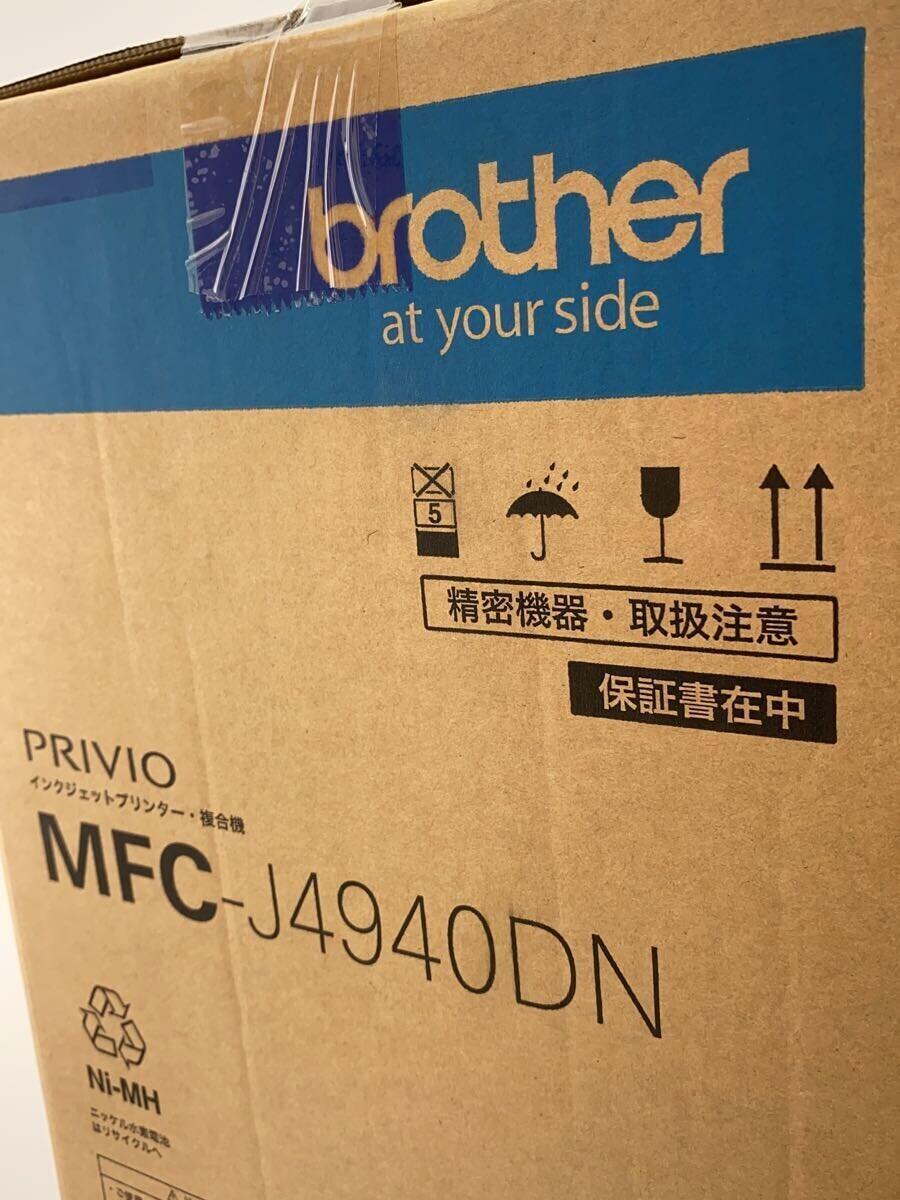 brother
at your side
5
精密機器・取扱注意
保証書在中
PRIVIO
インクジェットプリンター・複合機
MFC-J4940DN
Ni-MH
ニッケル水素電池
はリサイクルへ